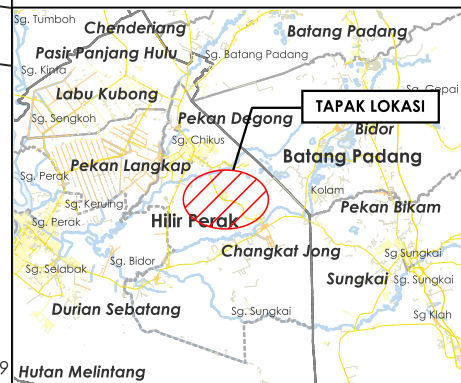 Sg. Tumboh
Chenderiang
Batang Padang
Pasir Panjang Hulu
Sg. Batang Padang
Sg. Kinta
Labu Kubong
TAPAK LOKASI
Sg. Sengkoh
Pekan Degong
Bidor
Sg. Chikus
Batang Padang
Pekan Langkap
Sg. Perak
Kolam
Sg. Kerung
Hilir Perak
Pekan Bikam
Sg. Perak
Changkat Jong
Sg Sungkai
Sg. Bidor
Sg. Selabak
Sungkai
Sg. Sungkai
Durian Sebatang
Sg. Sungkai
Sg Klah
9
Hutan Melintang